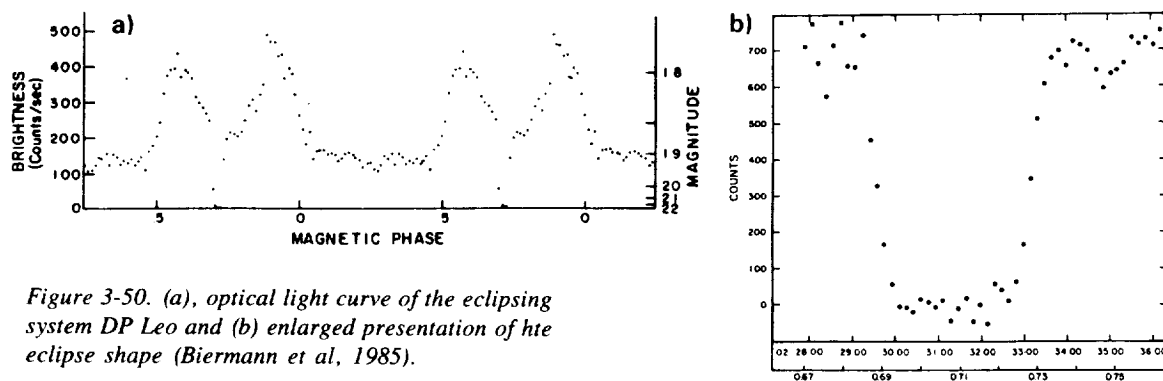 a)
BRIGHTNESS
(Counts/sec)
500
400
300
200
100
0
5 0 5 0
MAGNETIC PHASE
18
19
20
21
22
MAGNITUDE
b)
COUNTS
700
600
500
400
300
200
100
0
02 28 00 29 00 30 00 31 00 32 00 33 00 34 00 35 00 36 00
0.67 0.69 0.71 0.73 0.75
Figure 3-50. (a), optical light curve of the eclipsing
system DP Leo and (b) enlarged presentation of hte
eclipse shape (Biermann et al, 1985).